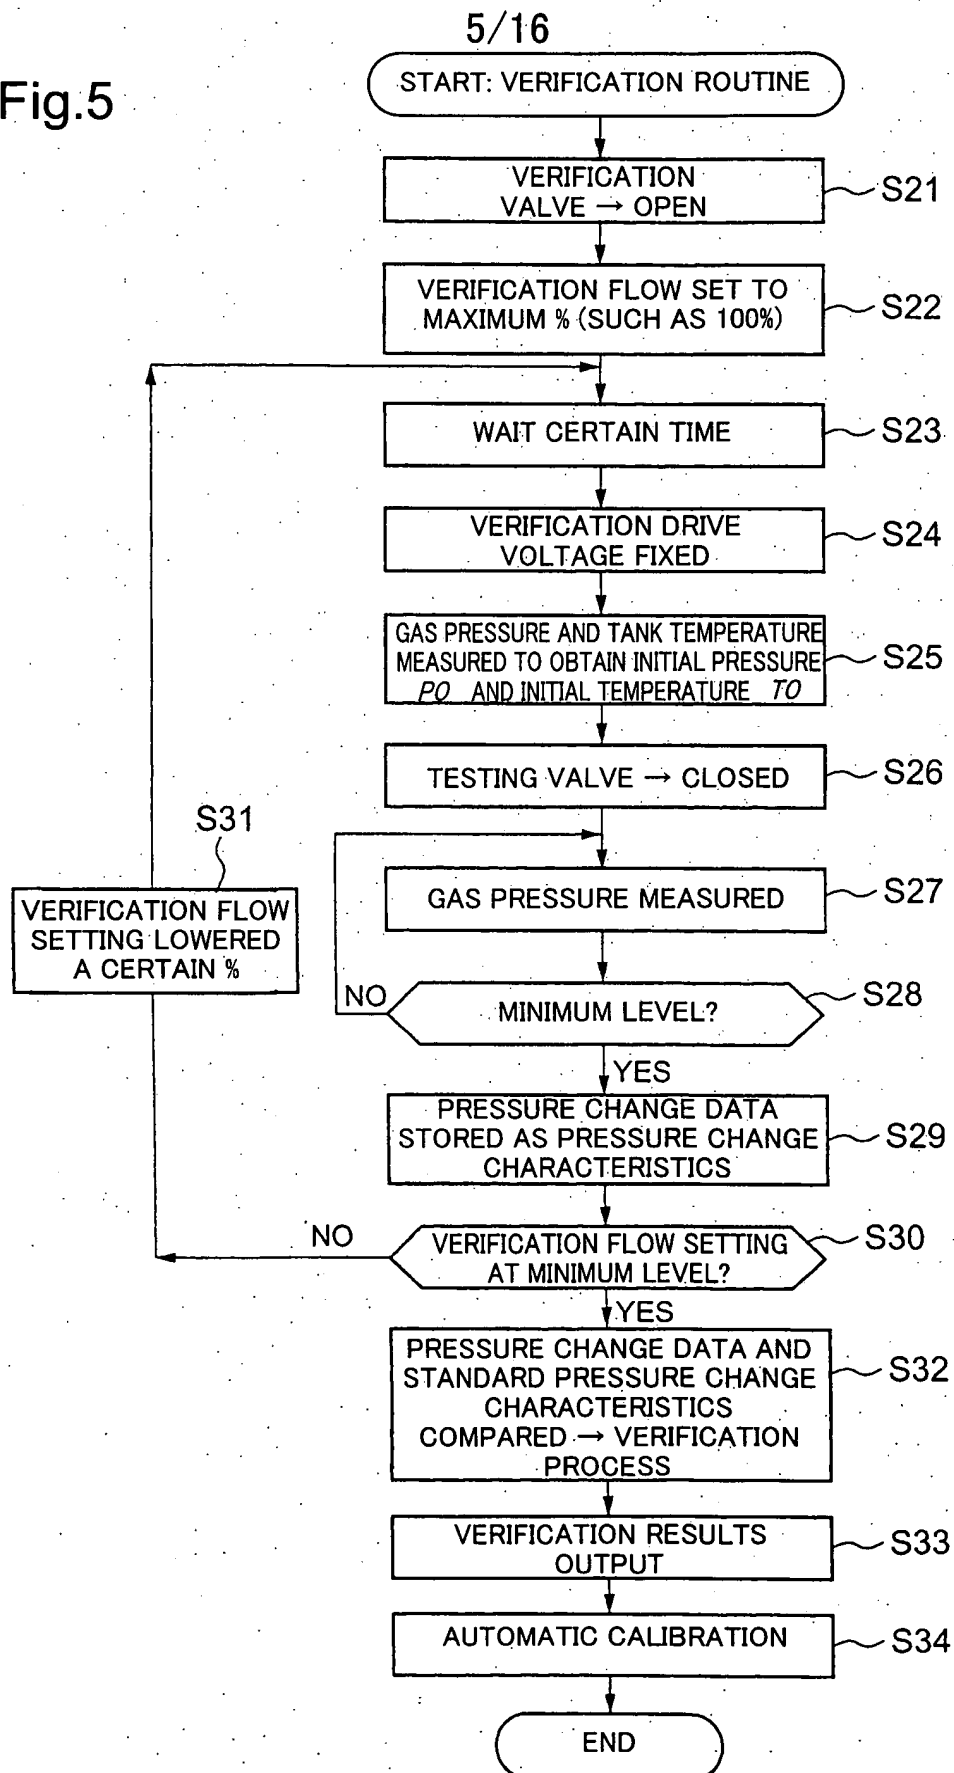 5/16
Fig.5
START: VERIFICATION ROUTINE
VERIFICATION
VALVE → OPEN
S21
VERIFICATION FLOW SET TO
MAXIMUM % (SUCH AS 100%)
S22
WAIT CERTAIN TIME
S23
VERIFICATION DRIVE
VOLTAGE FIXED
S24
GAS PRESSURE AND TANK TEMPERATURE
MEASURED TO OBTAIN INITIAL PRESSURE
PO AND INITIAL TEMPERATURE TO
S25
TESTING VALVE → CLOSED
S26
S31
VERIFICATION FLOW
SETTING LOWERED
A CERTAIN %
GAS PRESSURE MEASURED
S27
NO
MINIMUM LEVEL?
S28
YES
PRESSURE CHANGE DATA
STORED AS PRESSURE CHANGE
CHARACTERISTICS
S29
NO
VERIFICATION FLOW SETTING
AT MINIMUM LEVEL?
S30
YES
PRESSURE CHANGE DATA AND
STANDARD PRESSURE CHANGE
CHARACTERISTICS
COMPARED → VERIFICATION
PROCESS
S32
VERIFICATION RESULTS
OUTPUT
S33
AUTOMATIC CALIBRATION
S34
END